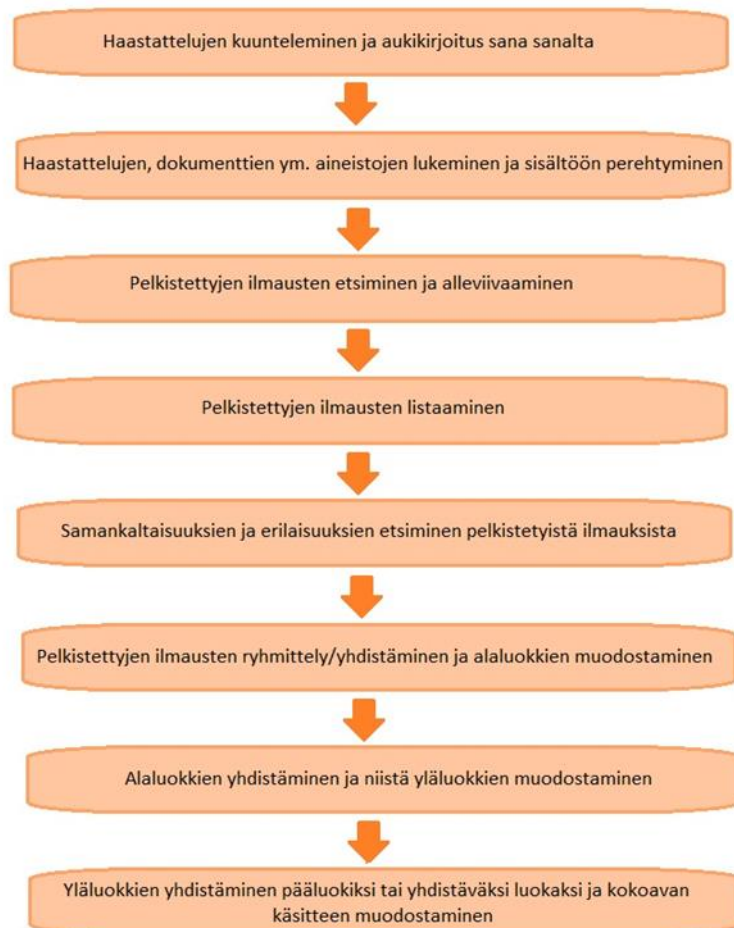 Haastattelujen kuunteleminen ja aukikirjoitus sana sanalta
Haastattelujen, dokumenttien ym. aineistojen lukeminen ja sisältöön perehtyminen
Pelkistettyjen ilmausten etsiminen ja alleviivaaminen
Pelkistettyjen ilmausten listaaminen
Samankaltaisuuksien ja erilaisuuksien etsiminen pelkistetyistä ilmauksista
Pelkistettyjen ilmausten ryhmittely/yhdistäminen ja alaluokkien muodostaminen
Alaluokkien yhdistäminen ja niistä yläluokkien muodostaminen
Yläluokkien yhdistäminen pääluokiksi tai yhdistäväksi luokaksi ja kokoavan
käsitteen muodostaminen